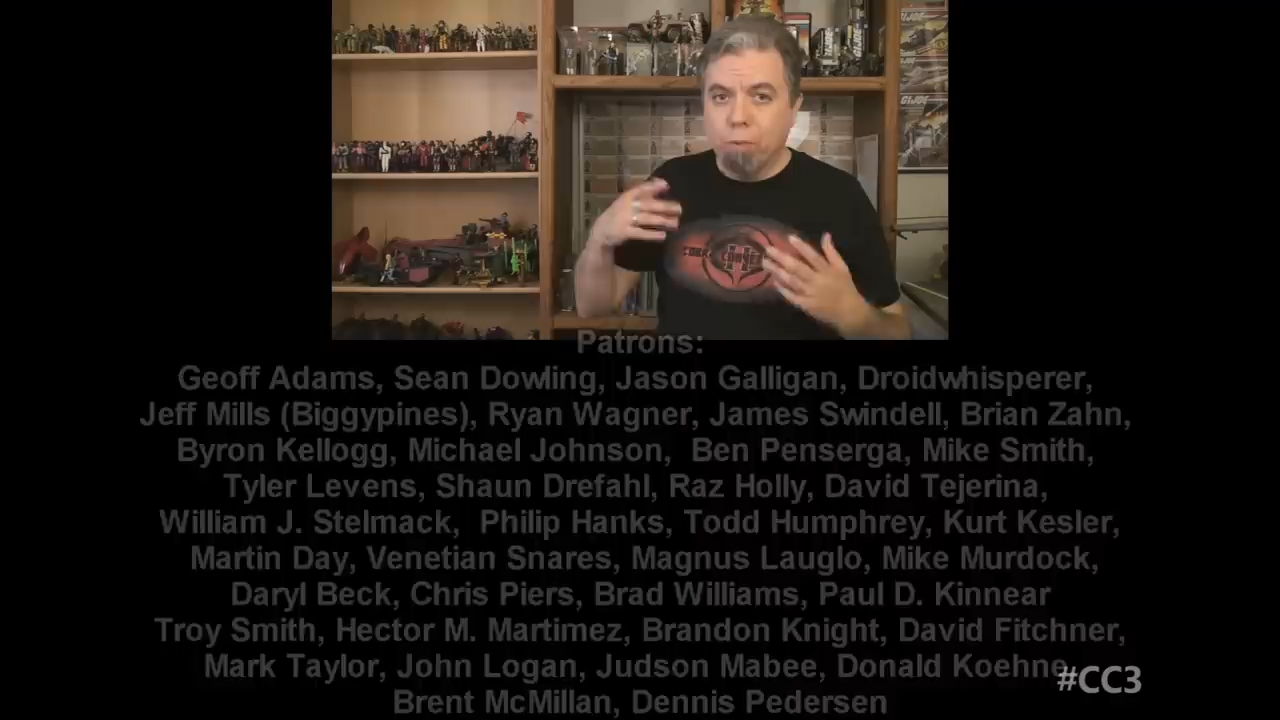 GI JOE
GI JOE
Patrons:
Geoff Adams, Sean Dowling, Jason Galligan, Droidwhisperer,
Jeff Mills (Biggypines), Ryan Wagner, James Swindell, Brian Zahn,
Byron Kellogg, Michael Johnson,  Ben Penserga, Mike Smith,
Tyler Levens, Shaun Drefahl, Raz Holly, David Tejerina,
William J. Stelmack,  Philip Hanks, Todd Humphrey, Kurt Kesler,
Martin Day, Venetian Snares, Magnus Lauglo, Mike Murdock,
Daryl Beck, Chris Piers, Brad Williams, Paul D. Kinnear
Troy Smith, Hector M. Martimez, Brandon Knight, David Fitchner,
Mark Taylor, John Logan, Judson Mabee, Donald Koehne
#CC3
Brent McMillan, Dennis Pedersen